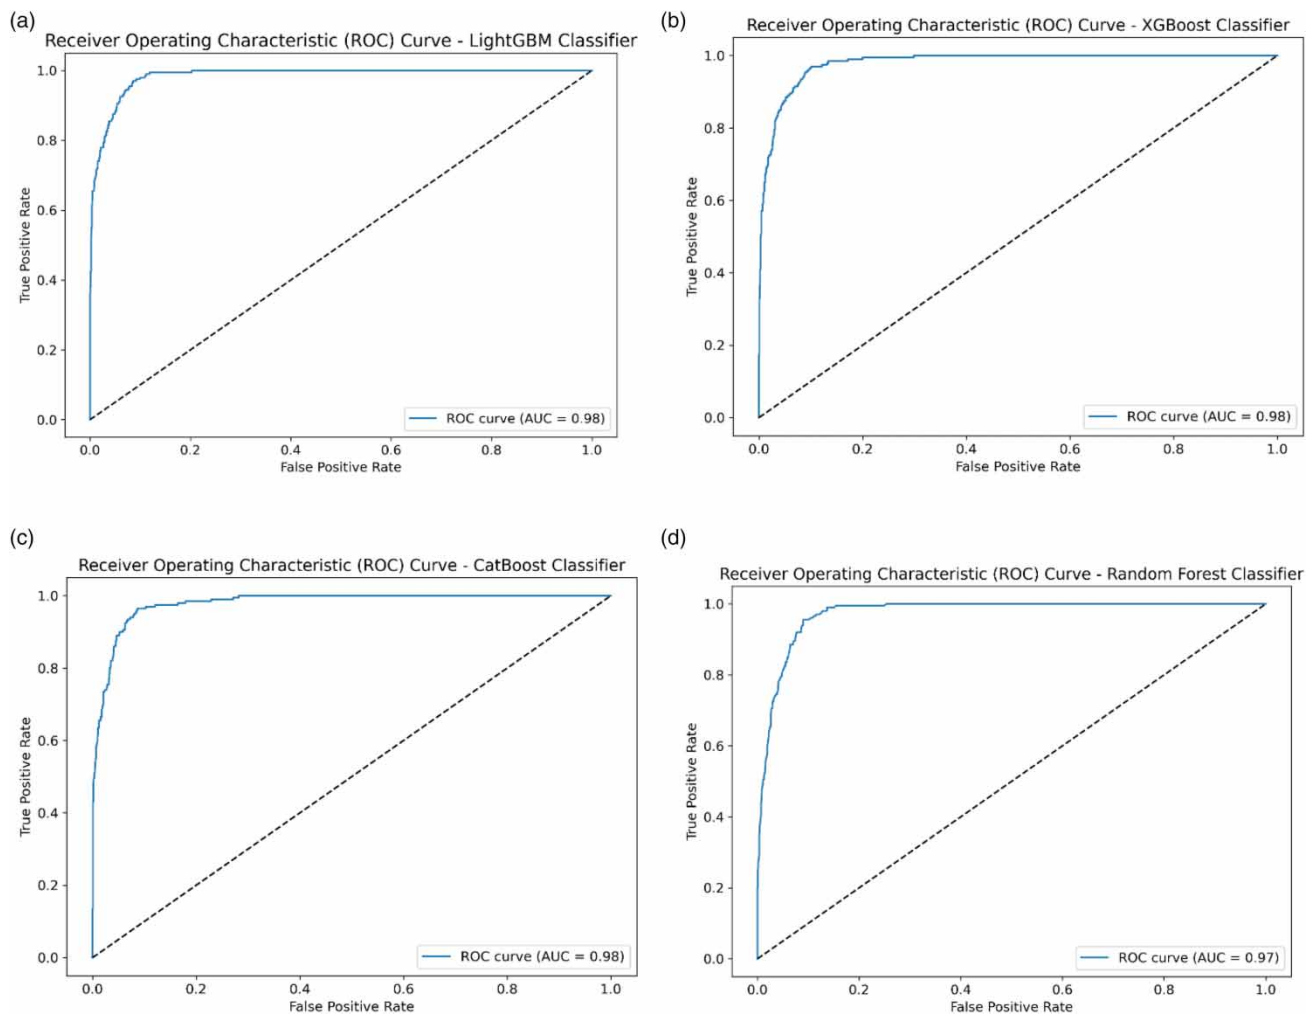 (a)
Receiver Operating Characteristic (ROC) Curve - LightGBM Classifier
1.0
0.8
0.6
0.4
0.2
0.0
True Positive Rate
ROC curve (AUC = 0.98)
0.0 0.2 0.4 0.6 0.8 1.0
False Positive Rate
(b)
Receiver Operating Characteristic (ROC) Curve - XGBoost Classifier
1.0
0.8
0.6
0.4
0.2
0.0
True Positive Rate
ROC curve (AUC = 0.98)
0.0 0.2 0.4 0.6 0.8 1.0
False Positive Rate
(c)
Receiver Operating Characteristic (ROC) Curve - CatBoost Classifier
1.0
0.8
0.6
0.4
0.2
0.0
True Positive Rate
ROC curve (AUC = 0.98)
0.0 0.2 0.4 0.6 0.8 1.0
False Positive Rate
(d)
Receiver Operating Characteristic (ROC) Curve - Random Forest Classifier
1.0
0.8
0.6
0.4
0.2
0.0
True Positive Rate
ROC curve (AUC = 0.97)
0.0 0.2 0.4 0.6 0.8 1.0
False Positive Rate